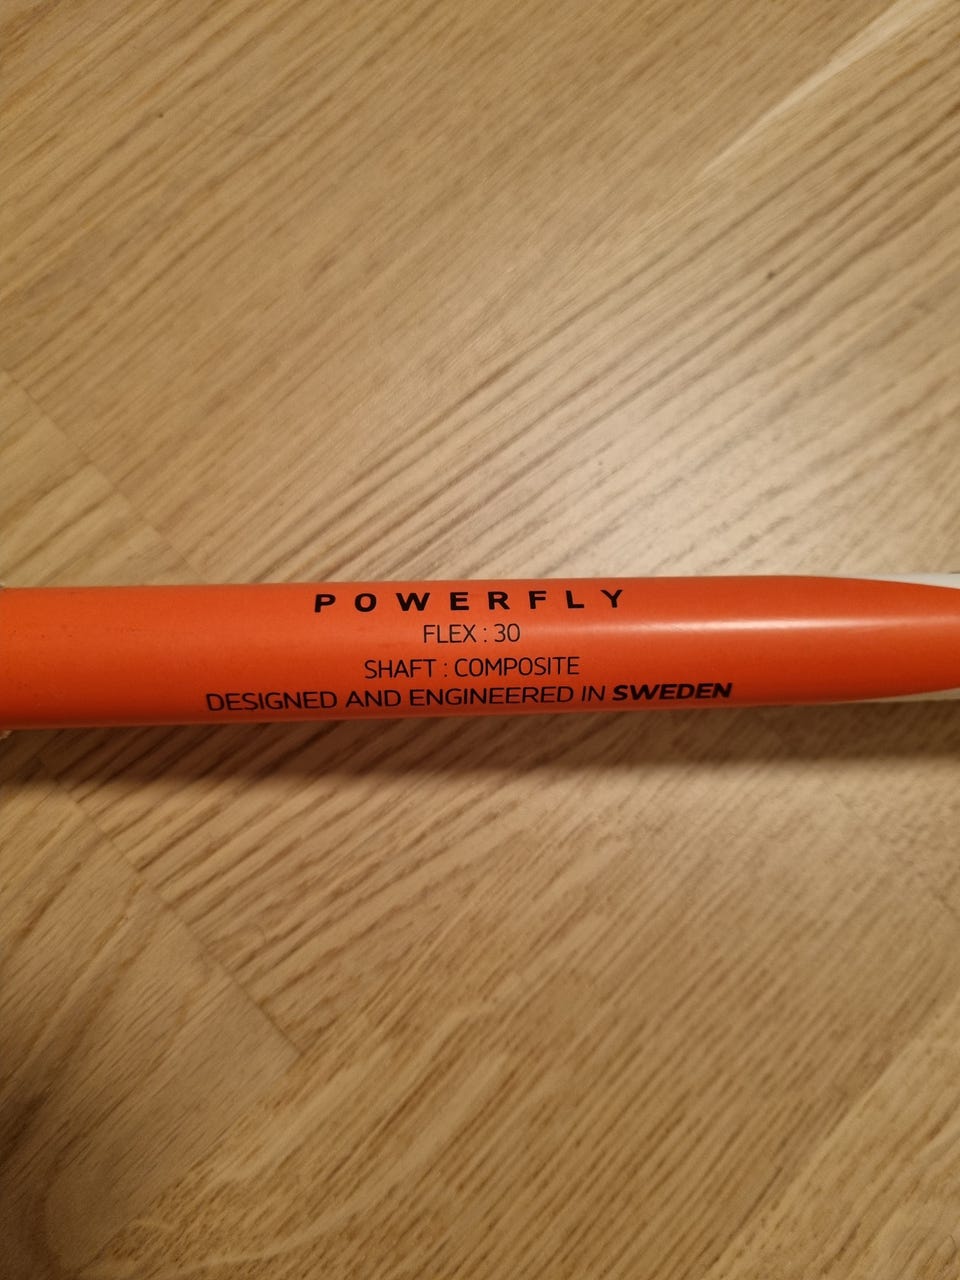 POWERFLY
FLEX : 30
SHAFT : COMPOSITE
DESIGNED AND ENGINEERED IN SWEDEN